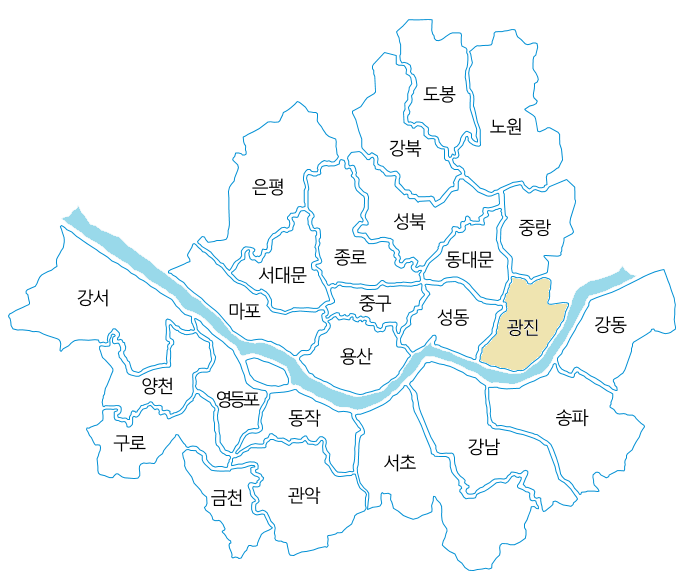 도봉
노원
강북
은평
성북
중랑
종로
동대문
서대문
강서
마포
중구
성동
광진
강동
용산
양천
영등포
동작
송파
구로
서초
강남
금천
관악